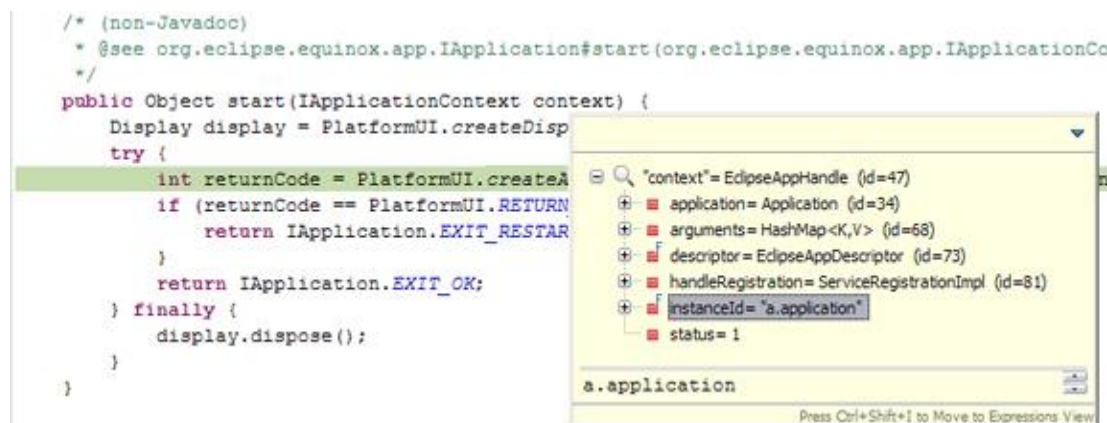 /* (non-Javadoc)
* @see org.eclipse.equinox.app.IApplication#start(org.eclipse.equinox.app.IApplicationCo
*/
public Object start(IApplicationContext context) {
Display display = PlatformUI.createDisp
try {
int returnCode = PlatformUI.createA
if (returnCode == PlatformUI.RETURN_
return IApplication.EXIT_RESTAR
}
return IApplication.EXIT_OK;
} finally {
display.dispose();
}
}
"context"= EclipseAppHandle (id=47)
application= Application (id=34)
arguments= HashMap<K,V> (id=68)
F descriptor= EclipseAppDescriptor (id=73)
handleRegistration= ServiceRegistrationImpl (id=81)
F instanceId= "a.application"
status= 1
a.application
Press Ctrl+Shift+I to Move to Expressions View